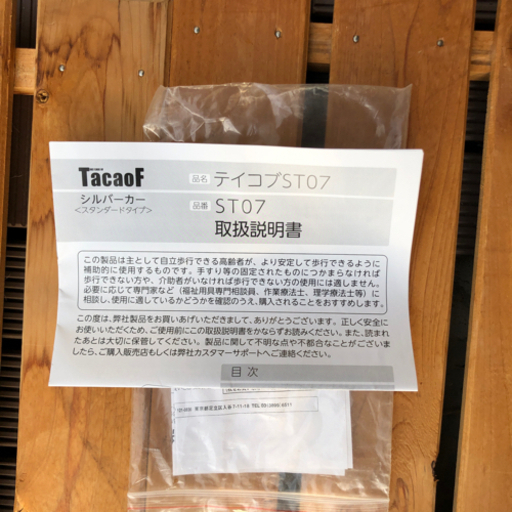 TacaoF
シルバーカー
<スタンダードタイプ>
品名 テイコブST07
品番 ST07
取扱説明書
この製品は主として自立歩行できる高齢者が、より安定して歩行できるように
補助的に使用するものです。手すり等の固定されたものにつかまらなければ
歩行できない方や、介助者がいなければ歩行できない方の使用には適しません。
必要に応じて専門家など（福祉用具専門相談員、作業療法士、理学療法士等）に
相談し、使用に適しているかどうかを確認のうえ、購入されることをおすすめします。
この度は、弊社製品をお買いあげいただきまして、ありがとうございます。正しく安全に
お使いいただくため、ご使用前にこの取扱説明書をかならずお読みください。また、読まれ
たあとは大切に保管してください。製品に関して不明な点や不都合なことがございま
したら、ご購入販売店もしくは弊社カスタマーサポートへご連絡ください。
目次